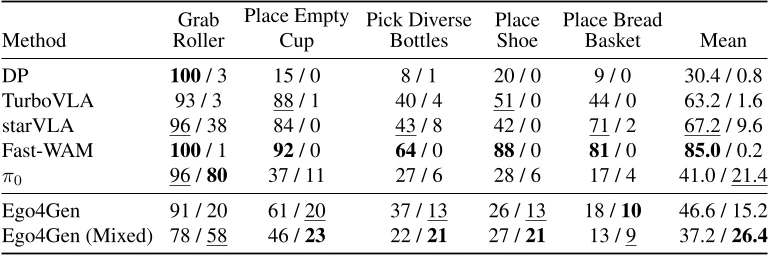 Method Grab Roller Place Empty Cup Pick Diverse Bottles Place Shoe Place Bread Basket Mean
DP 100 / 3 15 / 0 8 / 1 20 / 0 9 / 0 30.4 / 0.8
TurboVLA 93 / 3 88 / 1 40 / 4 51 / 0 44 / 0 63.2 / 1.6
starVLA 96 / 38 84 / 0 43 / 8 42 / 0 71 / 2 67.2 / 9.6
Fast-WAM 100 / 1 92 / 0 64 / 0 88 / 0 81 / 0 85.0 / 0.2
π0 96 / 80 37 / 11 27 / 6 28 / 6 17 / 4 41.0 / 21.4
Ego4Gen 91 / 20 61 / 20 37 / 13 26 / 13 18 / 10 46.6 / 15.2
Ego4Gen (Mixed) 78 / 58 46 / 23 22 / 21 27 / 21 13 / 9 37.2 / 26.4